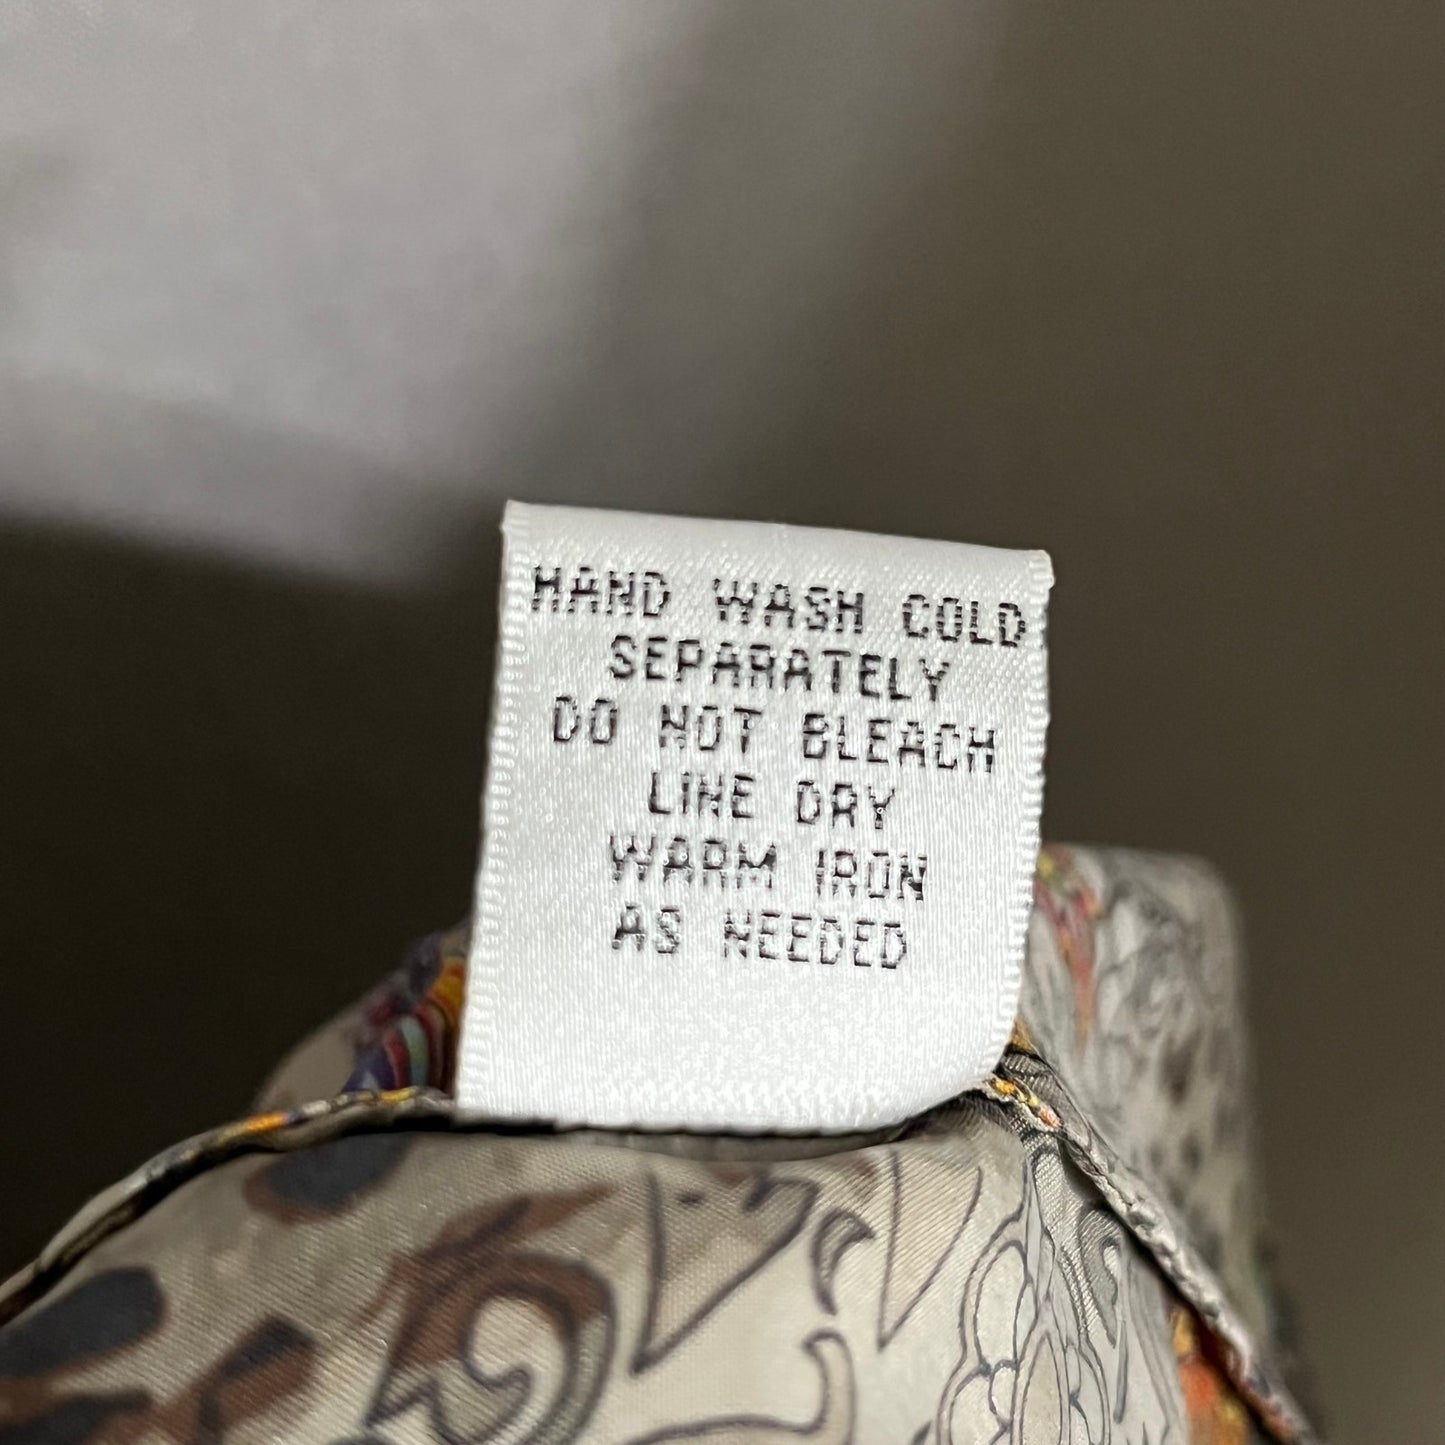 HAND WASH COLD
SEPARATELY
DO NOT BLEACH
LINE DRY
WARM IRON
AS NEEDED